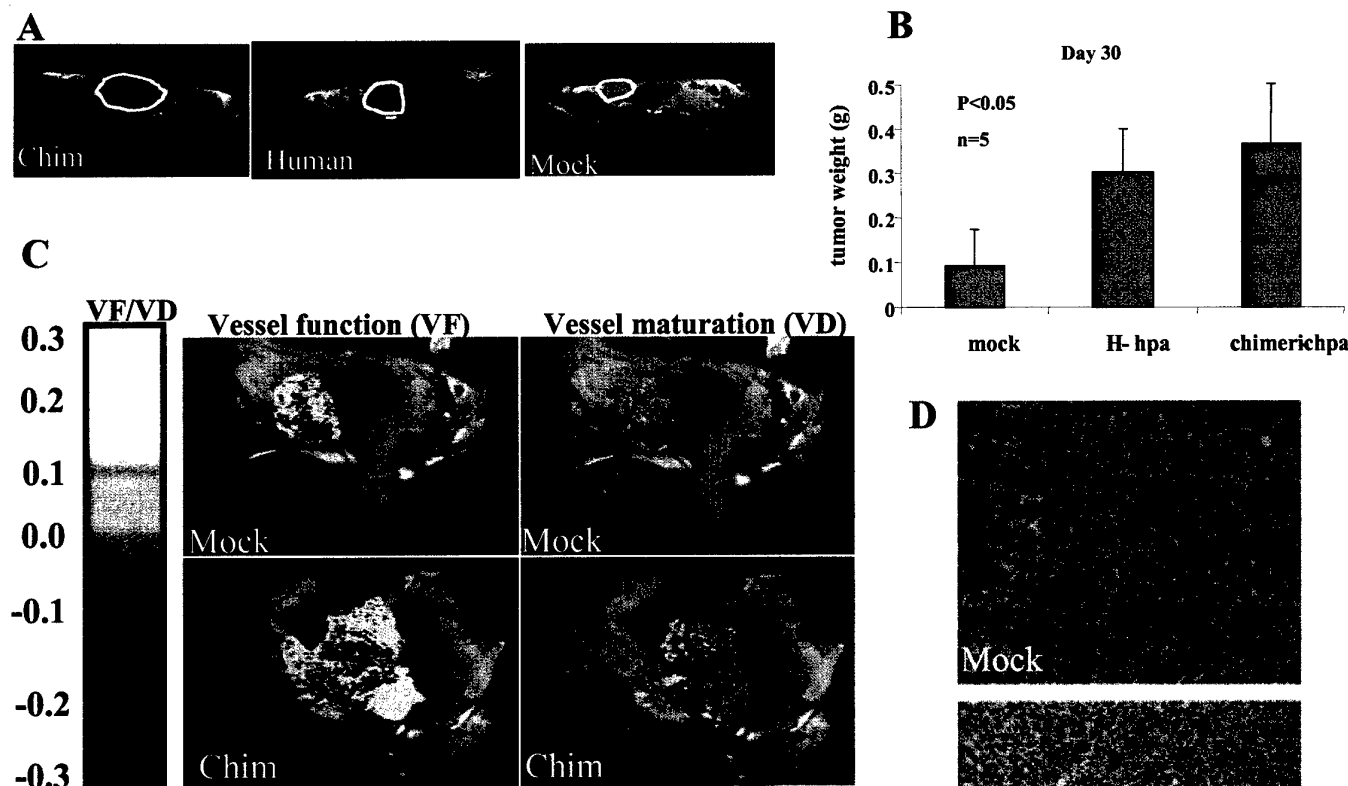 A
Chim
Human
Mock
B
Day 30
P<0.05
n=5
tumor weight (g)
0.5
0.4
0.3
0.2
0.1
0
mock
H- hpa
chimerichpa
C
VF/VD
0.3
0.2
0.1
0.0
-0.1
-0.2
-0.3
Vessel function (VF)
Vessel maturation (VD)
Mock
Mock
Chim
Chim
D
Mock